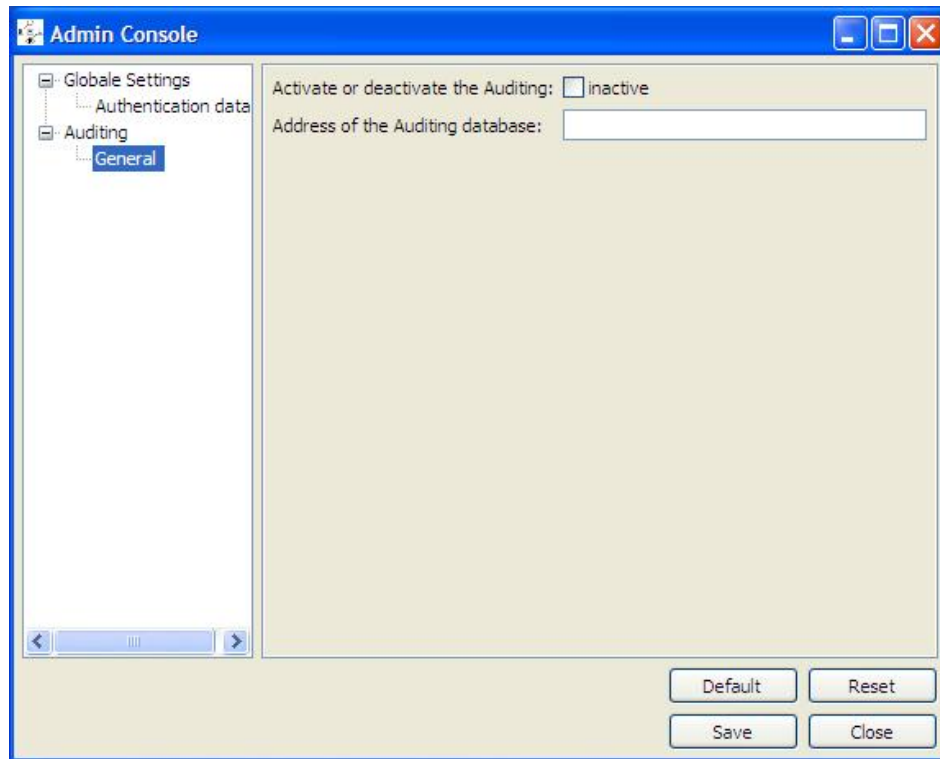 Admin Console
Globale Settings
Authentication data
Auditing
General
Activate or deactivate the Auditing: inactive
Address of the Auditing database:
Default Reset
Save Close